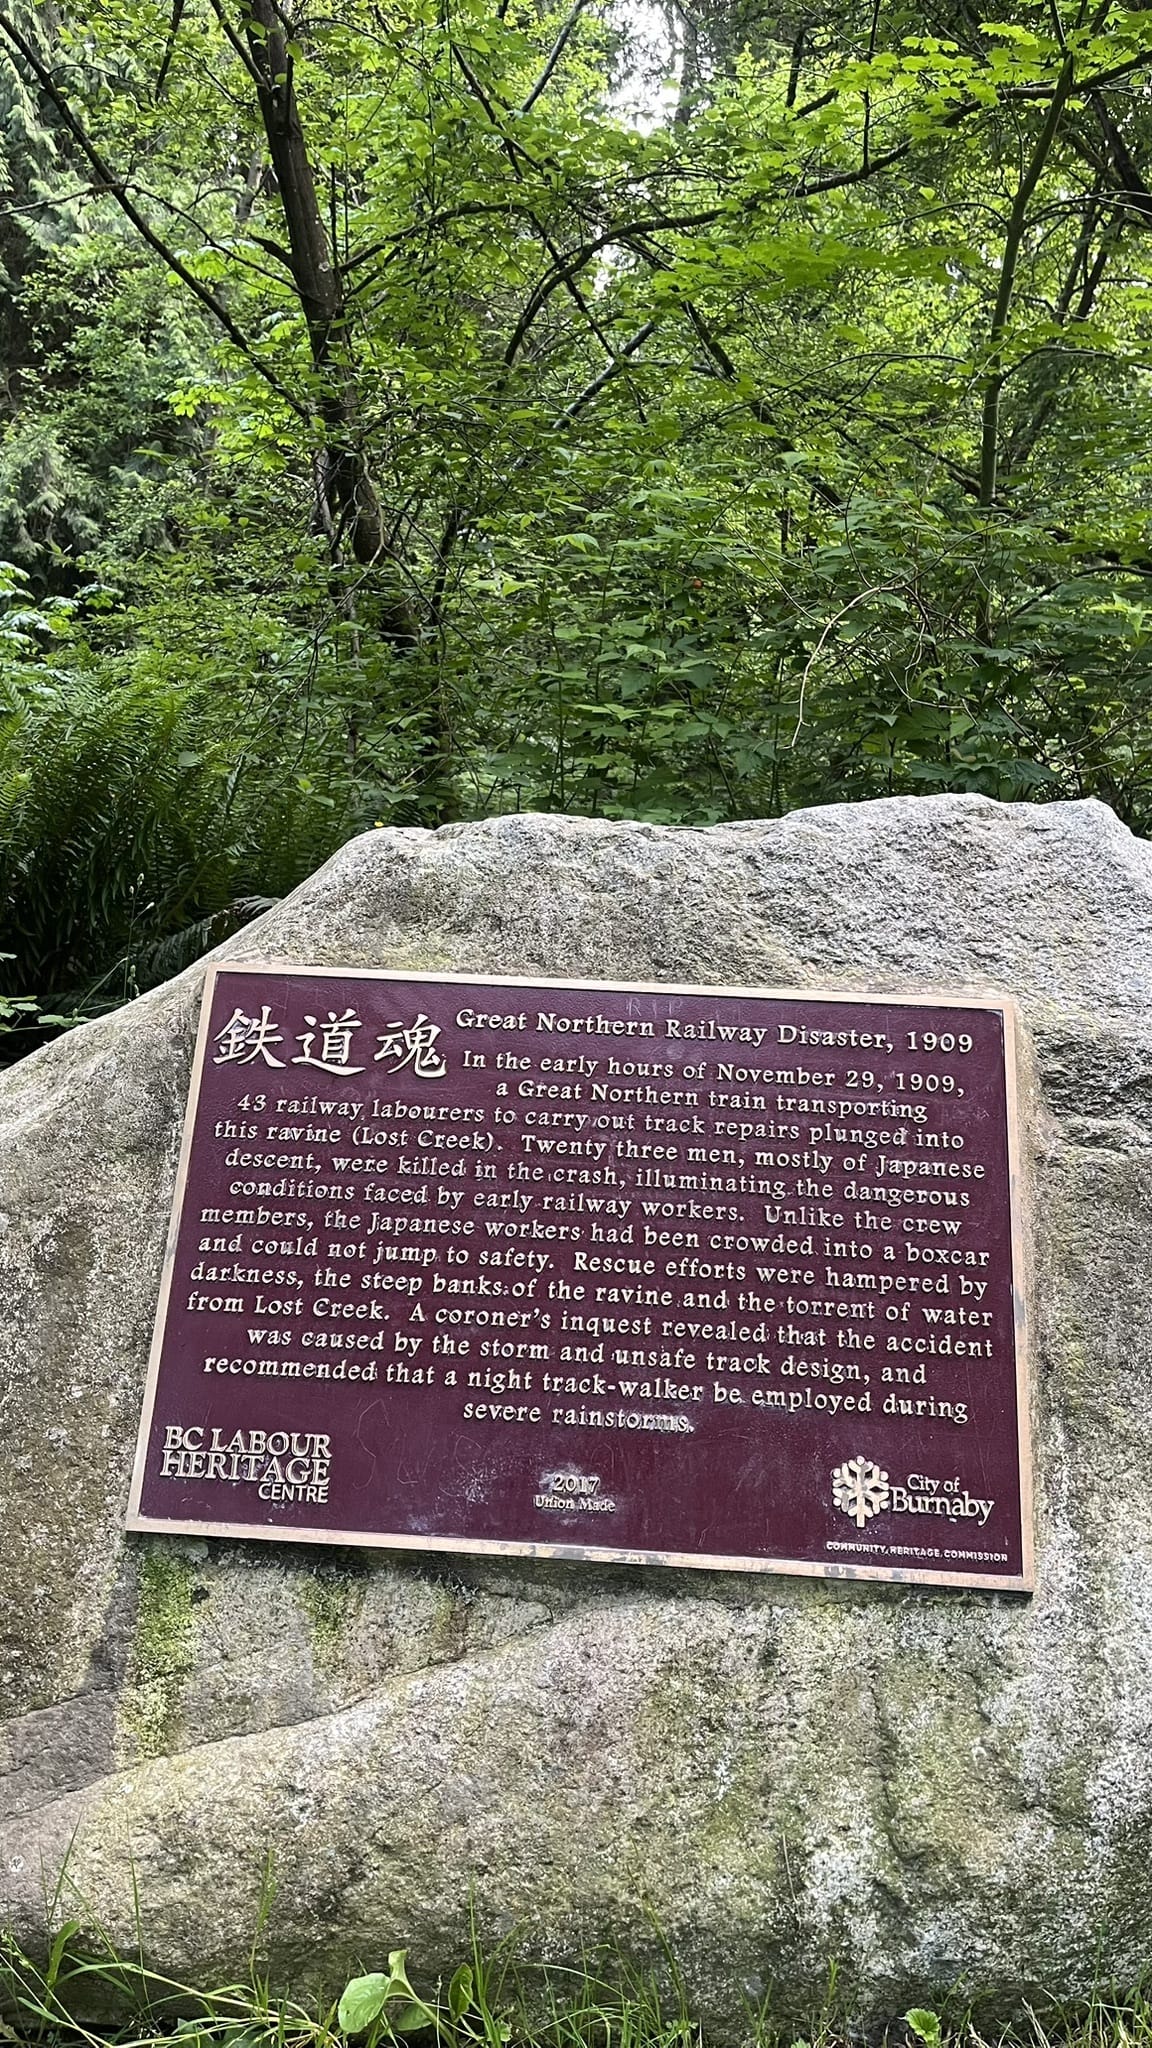 R I P
鉄道魂
Great Northern Railway Disaster, 1909
In the early hours of November 29, 1909,
a Great Northern train transporting
43 railway labourers to carry out track repairs plunged into
this ravine (Lost Creek). Twenty three men, mostly of Japanese
descent, were killed in the crash, illuminating the dangerous
conditions faced by early railway workers. Unlike the crew
members, the Japanese workers had been crowded into a boxcar
and could not jump to safety. Rescue efforts were hampered by
darkness, the steep banks of the ravine and the torrent of water
from Lost Creek. A coroner's inquest revealed that the accident
was caused by the storm and unsafe track design, and
recommended that a night track-walker be employed during
severe rainstorms.
BC LABOUR
HERITAGE
CENTRE
2017
Union Made
City of
Burnaby
COMMUNITY HERITAGE COMMISSION